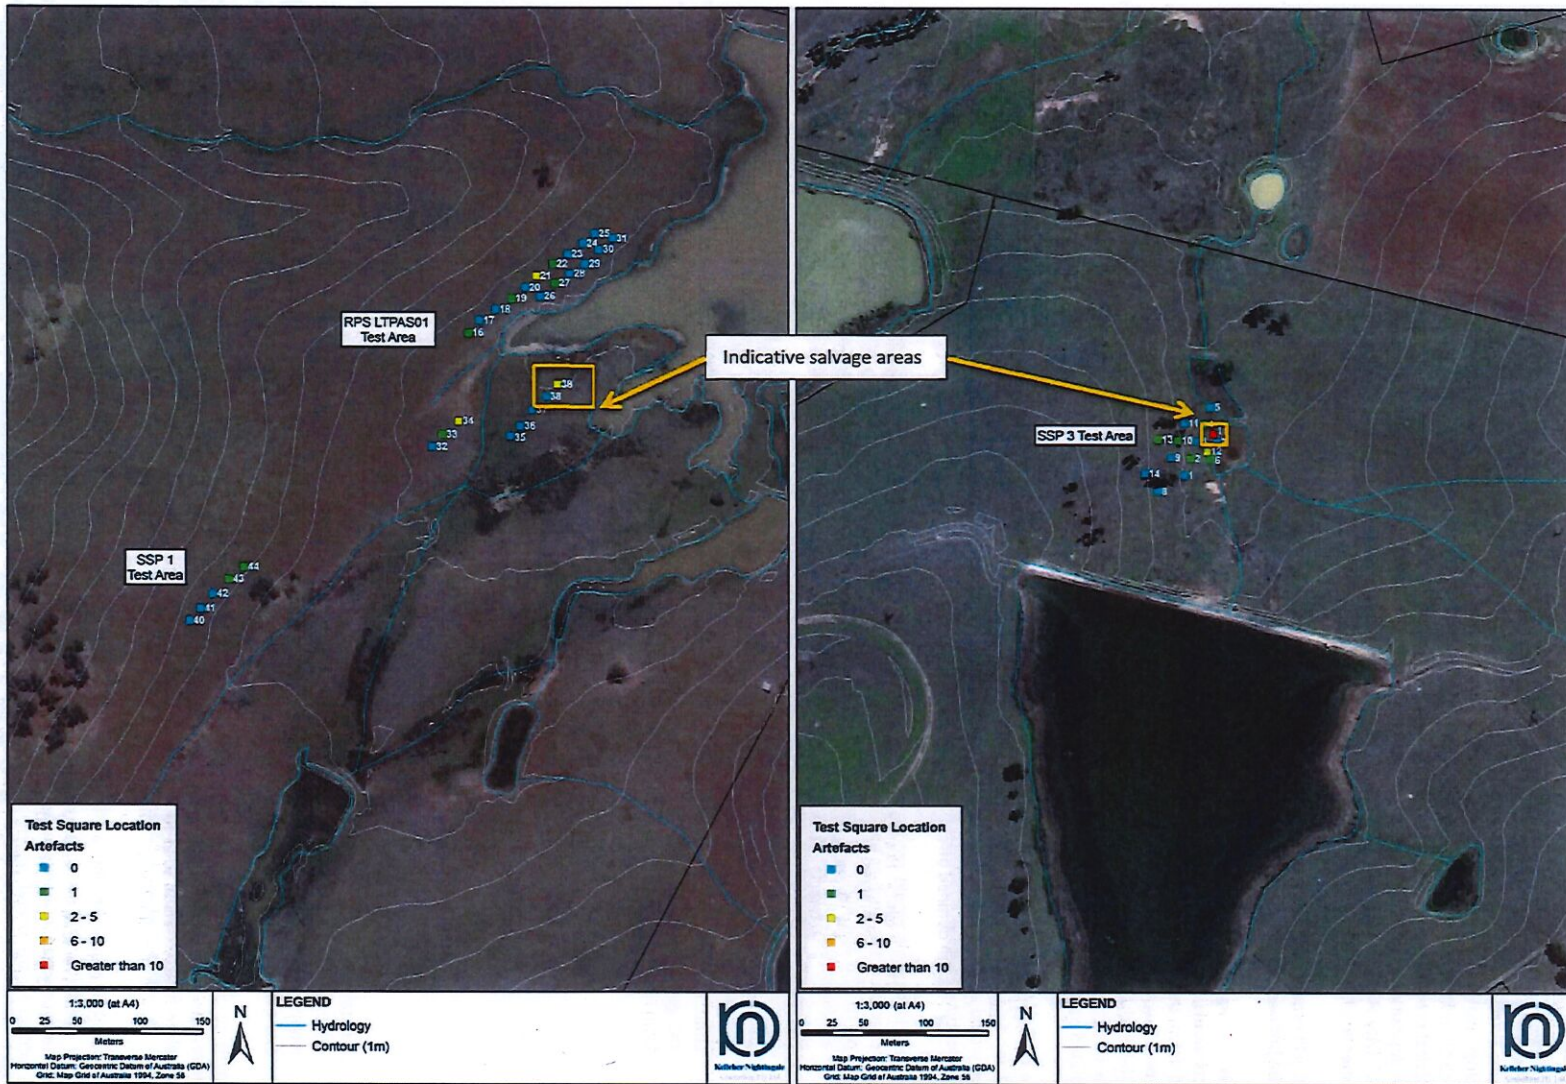 25
24
31
23
30
22
29
21
28
20
27
19
26
18
17
16
RPS LTPAS01
Test Area
Indicative salvage areas
38
38
37
36
35
34
33
32
SSP 1
Test Area
44
43
42
41
40
SSP 3 Test Area
5
11
13
10
12
9
2
6
14
1
Test Square Location
Artefacts
0
1
2 - 5
6 - 10
Greater than 10
1:3,000 (at A4)
0 25 50 100 150
Meters
Map Projection: Transverse Mercator
Horizontal Datum: Geocentric Datum of Australia (GDA)
Grid: Map Grid of Australia 1994, Zone 56
N
LEGEND
Hydrology
Contour (1m)
Kelleher Nightingale
Test Square Location
Artefacts
0
1
2 - 5
6 - 10
Greater than 10
1:3,000 (at A4)
0 25 50 100 150
Meters
Map Projection: Transverse Mercator
Horizontal Datum: Geocentric Datum of Australia (GDA)
Grid: Map Grid of Australia 1994, Zone 56
N
LEGEND
Hydrology
Contour (1m)
Kelleher Nightingale